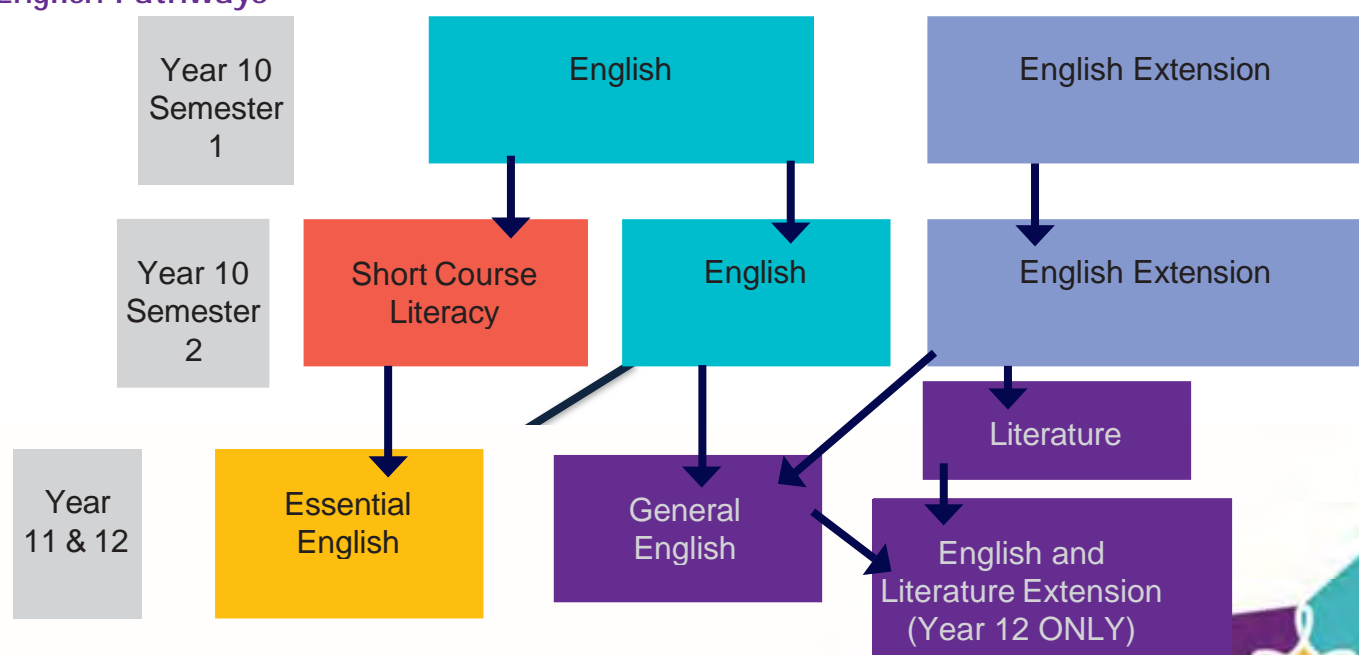 English Pathways
Year 10
Semester
1
English
English Extension
Year 10
Semester
2
Short Course
Literacy
English
English Extension
Literature
Year
11 & 12
Essential
English
General
English
English and
Literature Extension
(Year 12 ONLY)